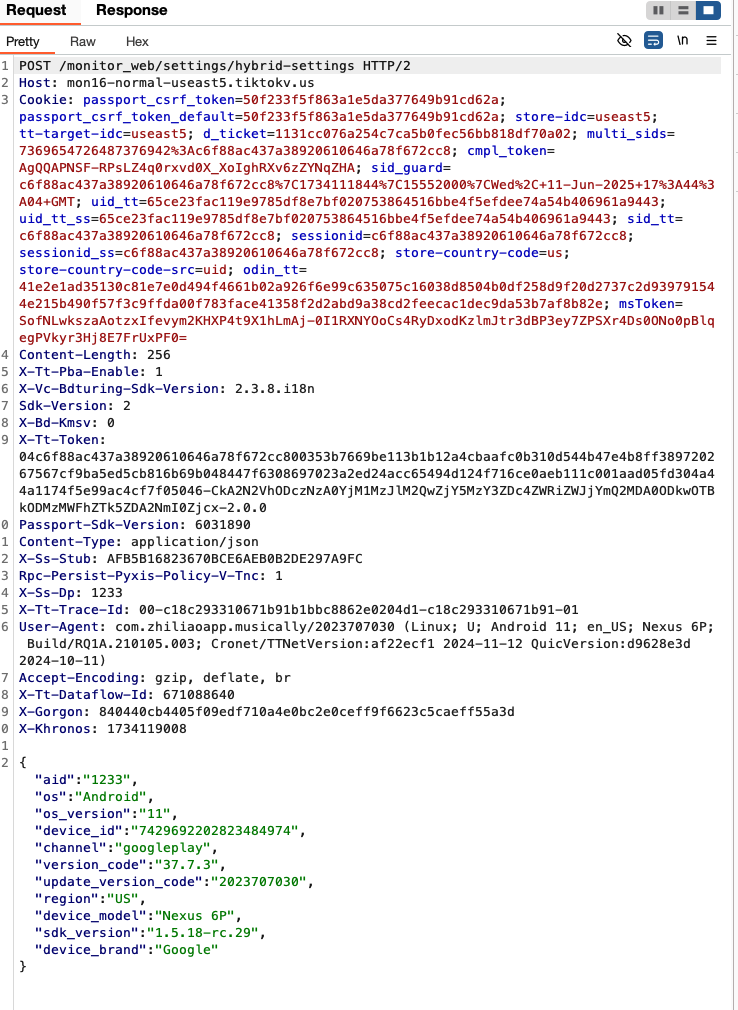 Request Response
Pretty Raw Hex \n
1 POST /monitor_web/settings/hybrid-settings HTTP/2
2 Host: mon16-normal-useast5.tiktokv.us
3 Cookie: passport_csrf_token=50f233f5f863a1e5da377649b91cd62a;
passport_csrf_token_default=50f233f5f863a1e5da377649b91cd62a; store-idc=useast5;
tt-target-idc=useast5; d_ticket=1131cc076a254c7ca5b0fec56bb818df70a02; multi_sids=
7369654726487376942%3Ac6f88ac437a38920610646a78f672cc8; cmpl_token=
AgQQAPNSF-RPsLZ4q0rxvd0X_XoIghRXv6zZYNqZHA; sid_guard=
c6f88ac437a38920610646a78f672cc8%7C1734111844%7C15552000%7CWed%2C+11-Jun-2025+17%3A44%3
A04+GMT; uid_tt=65ce23fac119e9785df8e7bf020753864516bbe4f5efdee74a54b406961a9443;
uid_tt_ss=65ce23fac119e9785df8e7bf020753864516bbe4f5efdee74a54b406961a9443; sid_tt=
c6f88ac437a38920610646a78f672cc8; sessionid=c6f88ac437a38920610646a78f672cc8;
sessionid_ss=c6f88ac437a38920610646a78f672cc8; store-country-code=us;
store-country-code-src=uid; odin_tt=
41e2e1ad35130c81e7e0d494f4661b02a926f6e99c635075c16038d8504b0df258d9f20d2737c2d939791544
4e215b490f57f3c9ffda00f783face41358f2d2abd9a38cd2feecac1dec9da53b7af8b82e; msToken=
SofNLwkszaAotzxIfevym2KHXP4t9X1hLmAj-0I1RXNYOoCs4RyDxodKzlmJtr3dBP3ey7ZPSXr4Ds0ONo0pBlq
egPVkyr3Hj8E7FrUxPF0=
4 Content-Length: 256
5 X-Tt-Pba-Enable: 1
6 X-Vc-Bdturing-Sdk-Version: 2.3.8.i18n
7 Sdk-Version: 2
8 X-Bd-Kmsv: 0
9 X-Tt-Token:
04c6f88ac437a38920610646a78f672cc800353b7669be113b1b12a4cbaafc0b310d544b47e4b8ff3897202
67567cf9ba5ed5cb816b69b048447f6308697023a2ed24acc65494d124f716ce0aeb111c001aad05fd304a4
4a1174f5e99ac4cf7f05046-CkA2N2VhODczNzA0YjM1MzJlM2QwZjY5MzY3ZDc4ZWRiZWJjYmQ2MDA0ODkwOTB
kODMzMWFhZTk5ZDA2NmI0Zjcx-2.0.0
0 Passport-Sdk-Version: 6031890
1 Content-Type: application/json
2 X-Ss-Stub: AFB5B16823670BCE6AEB0B2DE297A9FC
3 Rpc-Persist-Pyxis-Policy-V-Tnc: 1
4 X-Ss-Dp: 1233
5 X-Tt-Trace-Id: 00-c18c293310671b91b1bbc8862e0204d1-c18c293310671b91-01
6 User-Agent: com.zhiliaoapp.musically/2023707030 (Linux; U; Android 11; en_US; Nexus 6P;
Build/RQ1A.210105.003; Cronet/TTNetVersion:af22ecf1 2024-11-12 QuicVersion:d9628e3d
2024-10-11)
7 Accept-Encoding: gzip, deflate, br
8 X-Tt-Dataflow-Id: 671088640
9 X-Gorgon: 840440cb4405f09edf710a4e0bc2e0ceff9f6623c5caeff55a3d
0 X-Khronos: 1734119008
1
2 {
"aid":"1233",
"os":"Android",
"os_version":"11",
"device_id":"7429692202823484974",
"channel":"googleplay",
"version_code":"37.7.3",
"update_version_code":"2023707030",
"region":"US",
"device_model":"Nexus 6P",
"sdk_version":"1.5.18-rc.29",
"device_brand":"Google"
}